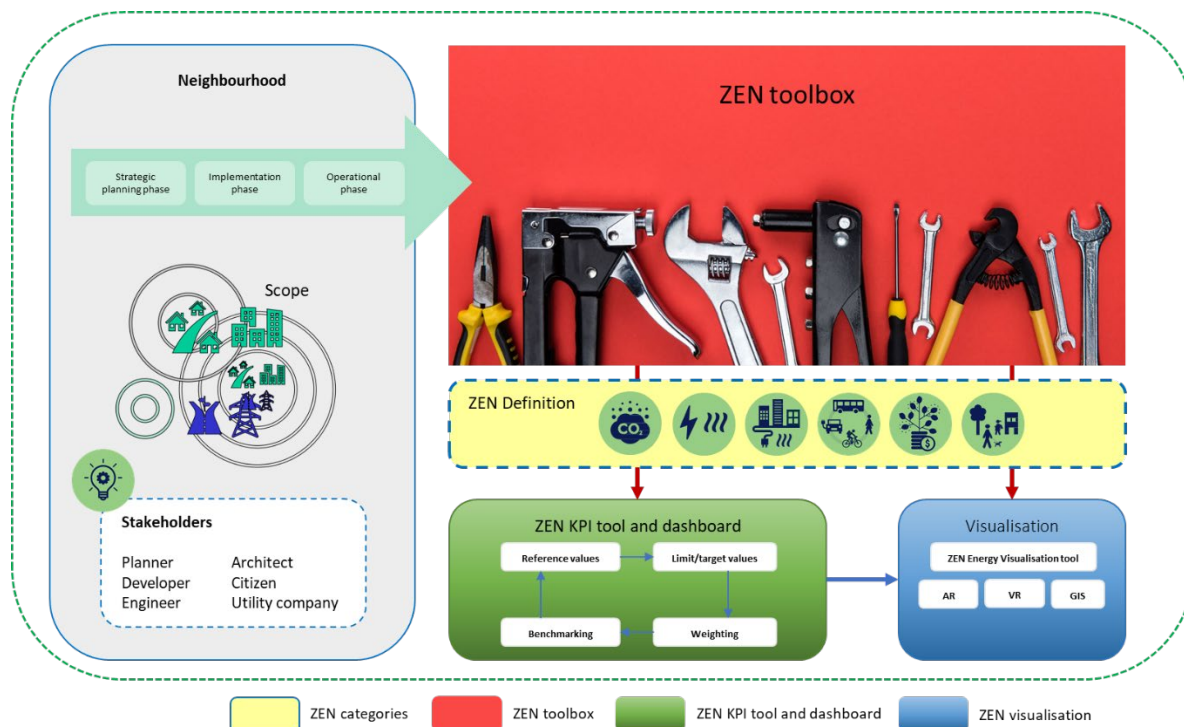 Neighbourhood
Strategic
planning phase
Implementation
phase
Operational
phase
Scope
Stakeholders
Planner Architect
Developer Citizen
Engineer Utility company
ZEN toolbox
ZEN Definition
CO₂
$
ZEN KPI tool and dashboard
Reference values
Limit/target values
Benchmarking
Weighting
Visualisation
ZEN Energy Visualisation tool
AR
VR
GIS
ZEN categories
ZEN toolbox
ZEN KPI tool and dashboard
ZEN visualisation